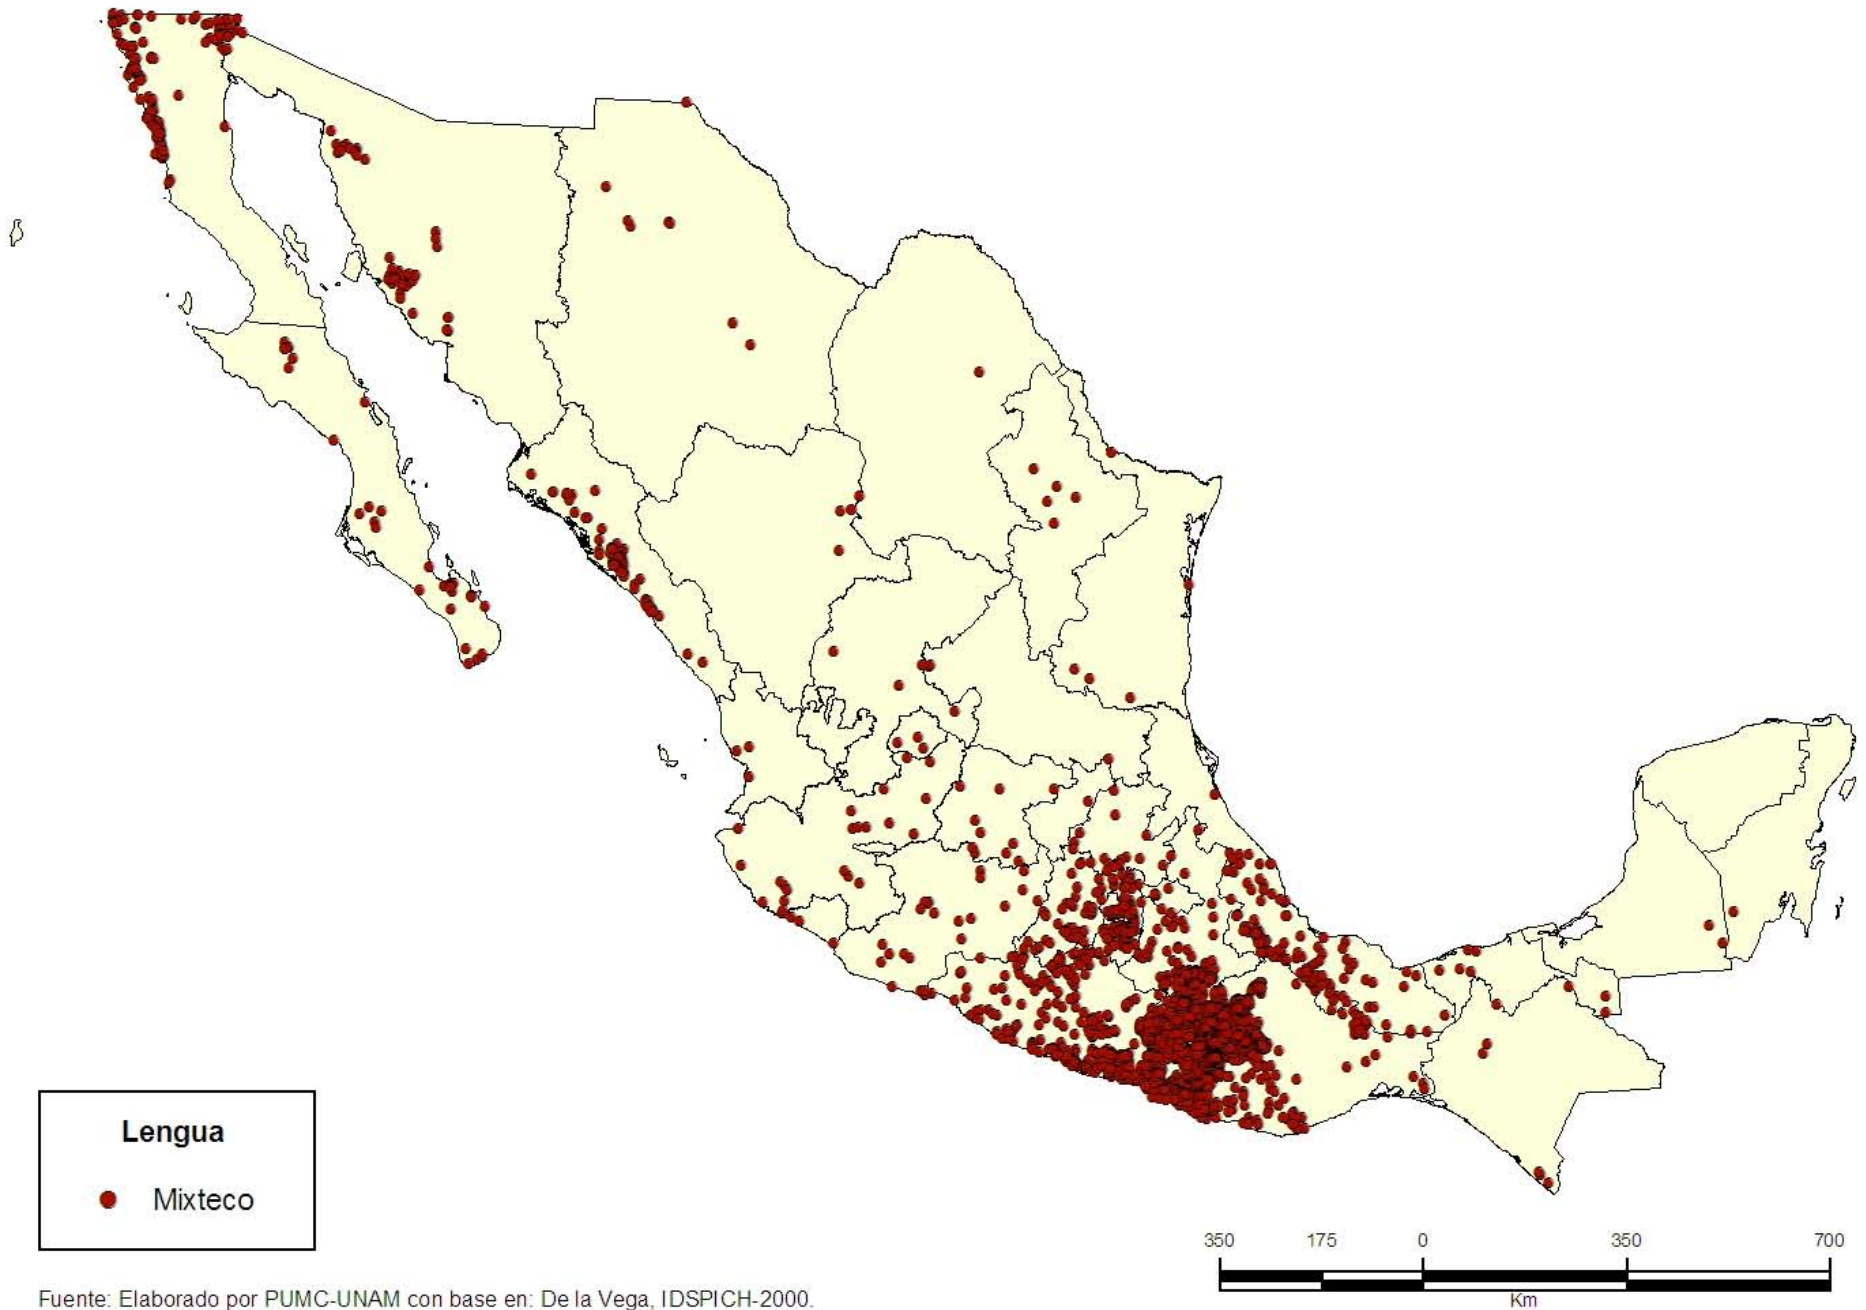 Lengua
Mixteco
350 175 0 350 700
Km
Fuente: Elaborado por PUMC-UNAM con base en: De la Vega, IDSPICH-2000.